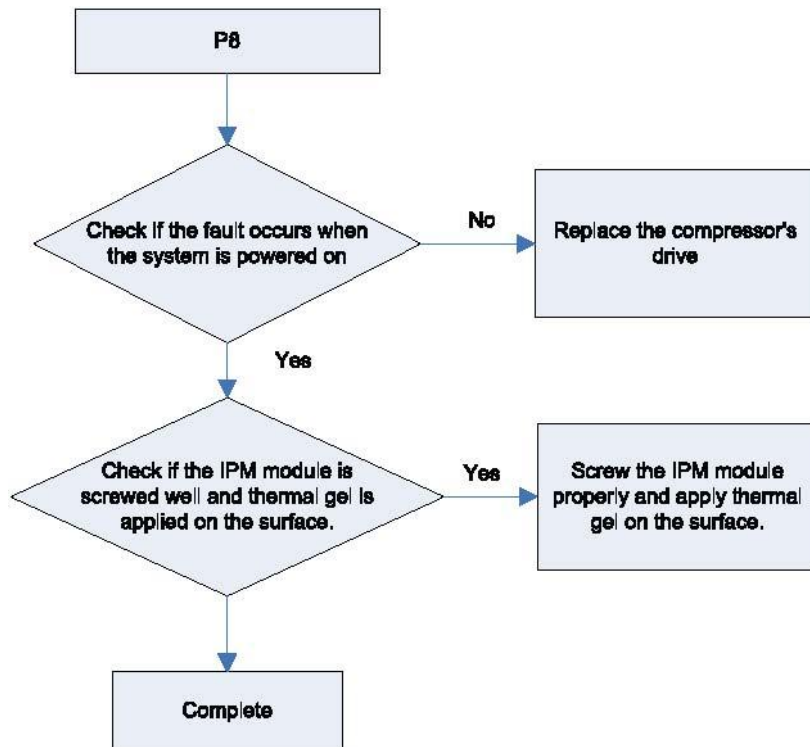 P8
Check if the fault occurs when
the system is powered on
No
Replace the compressor's
drive
Yes
Check if the IPM module is
screwed well and thermal gel is
applied on the surface.
Yes
Screw the IPM module
properly and apply thermal
gel on the surface.
Complete